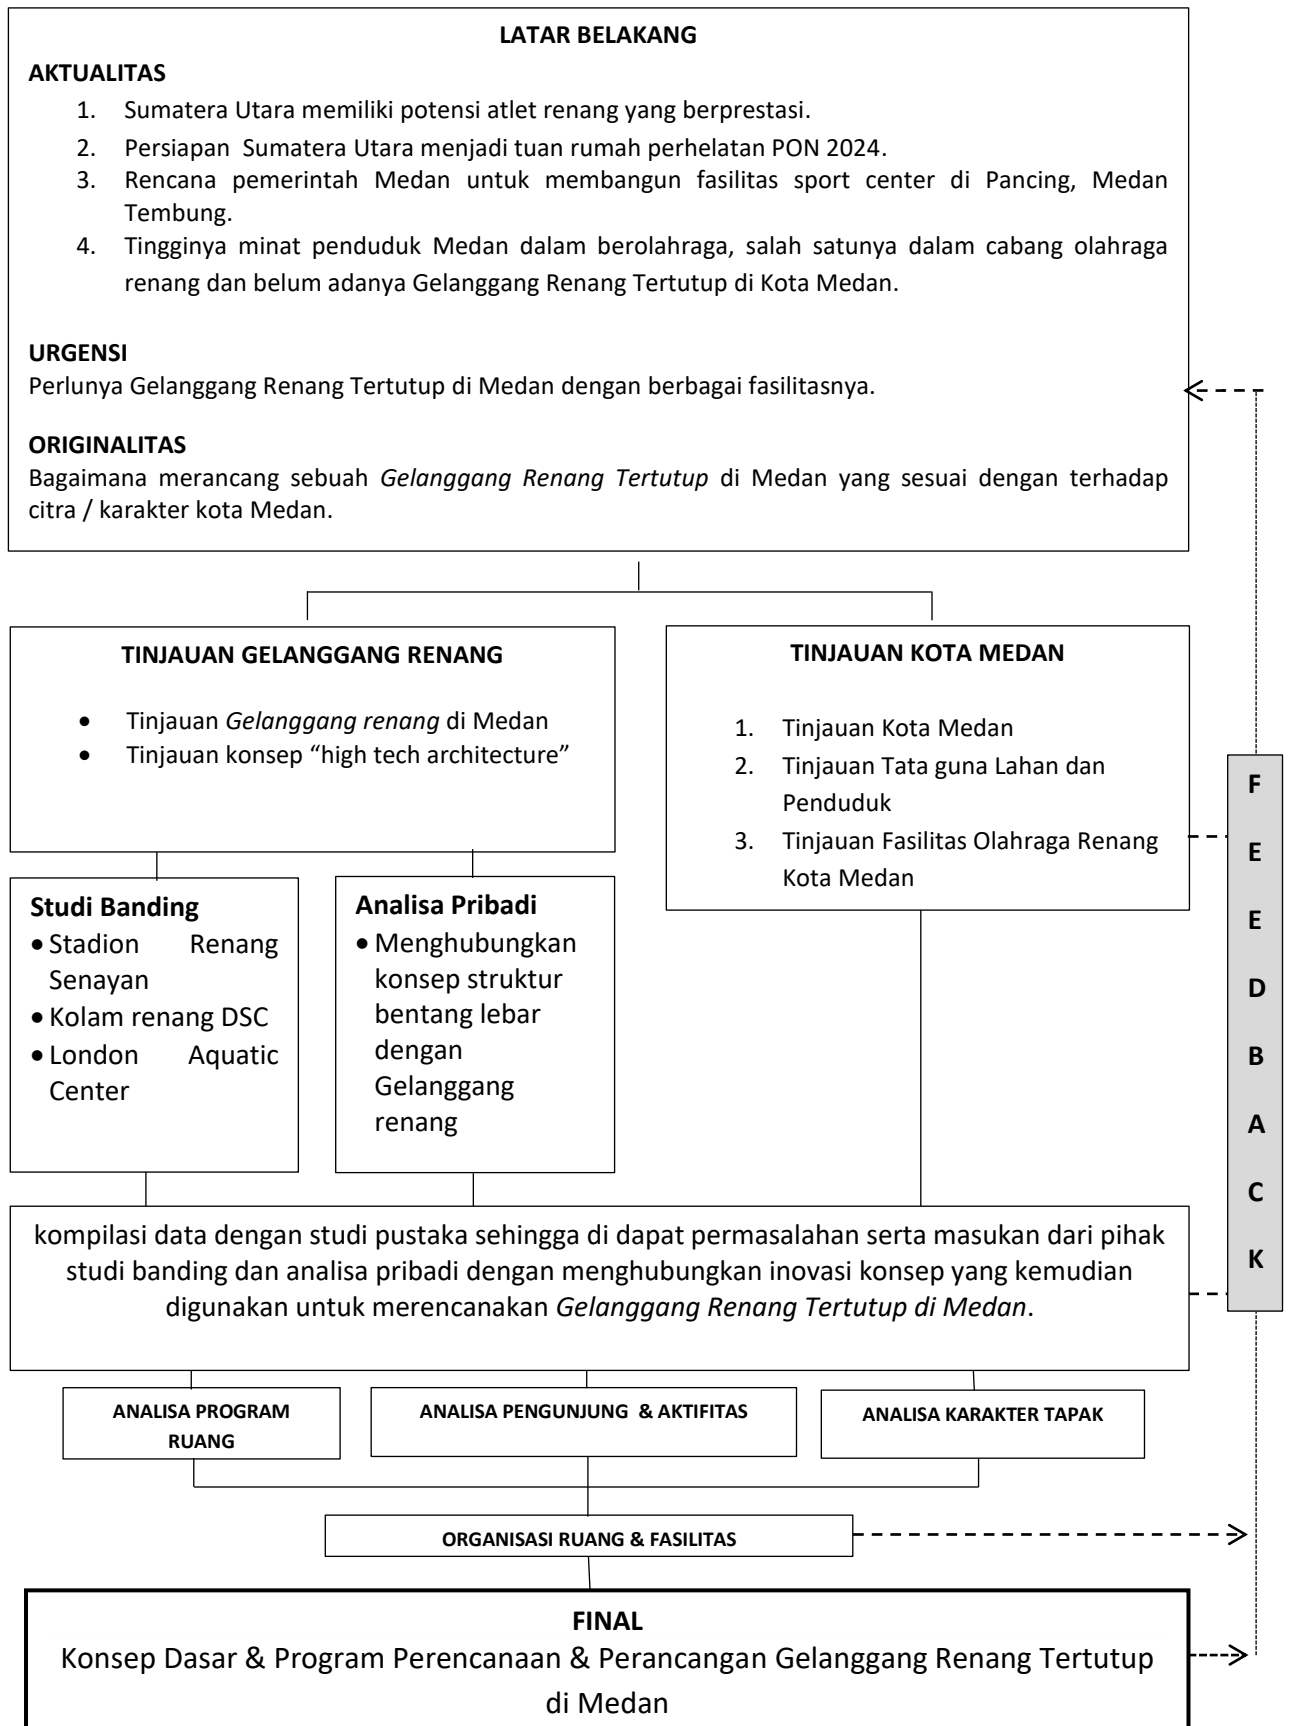 LATAR BELAKANG
AKTUALITAS
1. Sumatera Utara memiliki potensi atlet renang yang berprestasi.
2. Persiapan Sumatera Utara menjadi tuan rumah perhelatan PON 2024.
3. Rencana pemerintah Medan untuk membangun fasilitas sport center di Pancing, Medan
Tembung.
4. Tingginya minat penduduk Medan dalam berolahraga, salah satunya dalam cabang olahraga
renang dan belum adanya Gelanggang Renang Tertutup di Kota Medan.
URGENSI
Perlunya Gelanggang Renang Tertutup di Medan dengan berbagai fasilitasnya.
ORIGINALITAS
Bagaimana merancang sebuah Gelanggang Renang Tertutup di Medan yang sesuai dengan terhadap
citra / karakter kota Medan.
TINJAUAN GELANGGANG RENANG
• Tinjauan Gelanggang renang di Medan
• Tinjauan konsep “high tech architecture”
TINJAUAN KOTA MEDAN
1. Tinjauan Kota Medan
2. Tinjauan Tata guna Lahan dan
Penduduk
3. Tinjauan Fasilitas Olahraga Renang
Kota Medan
Studi Banding
• Stadion Renang
Senayan
• Kolam renang DSC
• London Aquatic
Center
Analisa Pribadi
• Menghubungkan
konsep struktur
bentang lebar
dengan
Gelanggang
renang
F
E
E
D
B
A
C
K
kompilasi data dengan studi pustaka sehingga di dapat permasalahan serta masukan dari pihak
studi banding dan analisa pribadi dengan menghubungkan inovasi konsep yang kemudian
digunakan untuk merencanakan Gelanggang Renang Tertutup di Medan.
ANALISA PROGRAM
RUANG
ANALISA PENGUNJUNG & AKTIFITAS
ANALISA KARAKTER TAPAK
ORGANISASI RUANG & FASILITAS
FINAL
Konsep Dasar & Program Perencanaan & Perancangan Gelanggang Renang Tertutup
di Medan